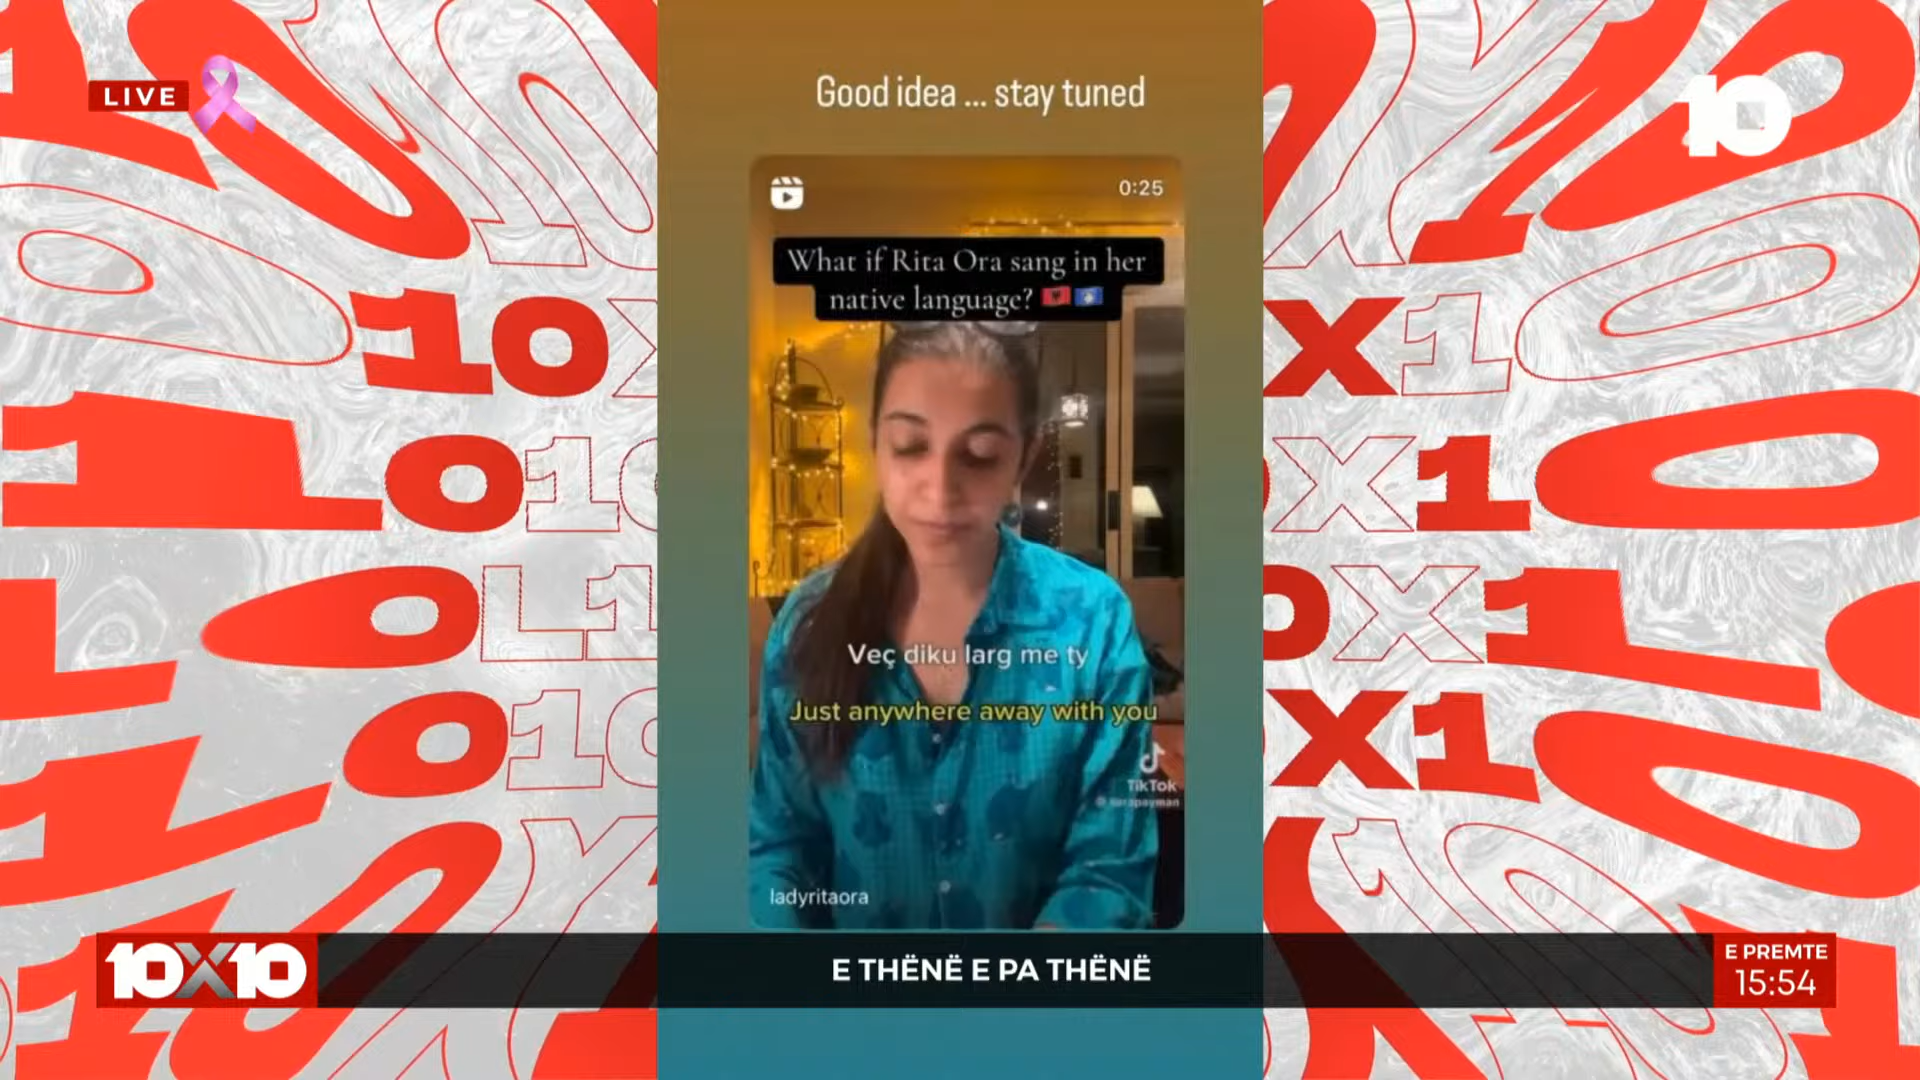 LIVE
10
Good idea ... stay tuned
0:25
What if Rita Ora sang in her
native language? 🇦🇱🇽🇰
Veç diku larg me ty
Just anywhere away with you
TikTok
ladyritaora
10X10
E THËNË E PA THËNË
E PREMTE
15:54